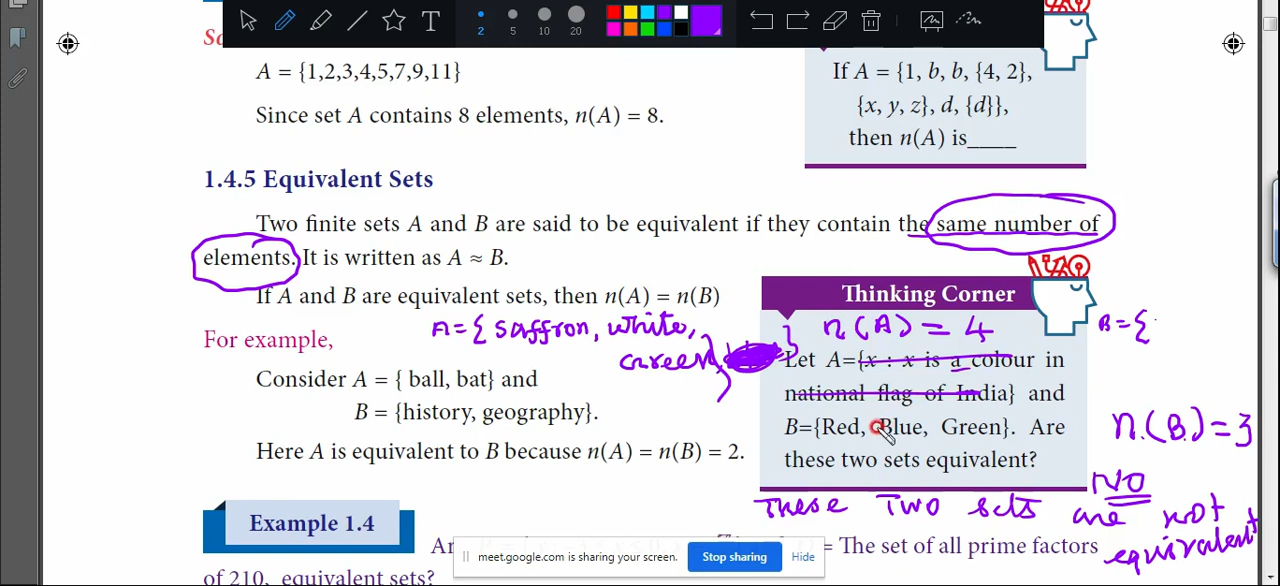 2 5 10 20
So
A = {1,2,3,4,5,7,9,11}
Since set A contains 8 elements, n(A) = 8.
If A = {1, b, b, {4, 2},
{x, y, z}, d, {d}},
then n(A) is____
1.4.5 Equivalent Sets
Two finite sets A and B are said to be equivalent if they contain the same number of
elements. It is written as A ≈ B.
If A and B are equivalent sets, then n(A) = n(B)
For example,
A={ saffron, white,
career } }
Consider A = { ball, bat} and
B = {history, geography}.
Here A is equivalent to B because n(A) = n(B) = 2.
Thinking Corner
n(A) = 4
B={
Let A={x : x is a colour in
national flag of India} and
B={Red, Blue, Green}. Are
these two sets equivalent?
n(B)=3
NO
These Two sets are not
equivalent
Example 1.4
= The set of all prime factors
of 210, equivalent sets?
meet.google.com is sharing your screen.
Stop sharing
Hide